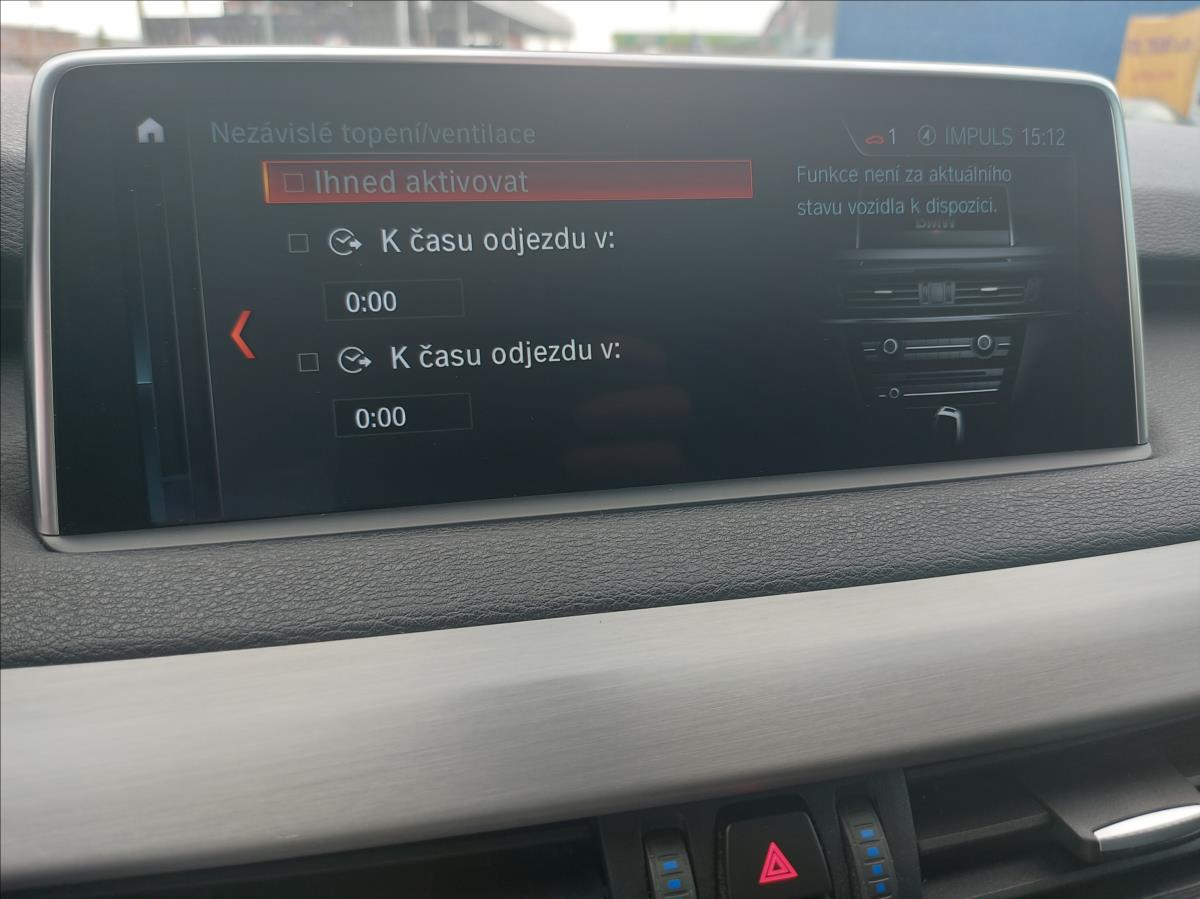 Nezávislé topení/ventilace
1 IMPULS 15:12
Ihned aktivovat
Funkce není za aktuálního
stavu vozidla k dispozici.
BMW
K času odjezdu v:
0:00
K času odjezdu v:
0:00